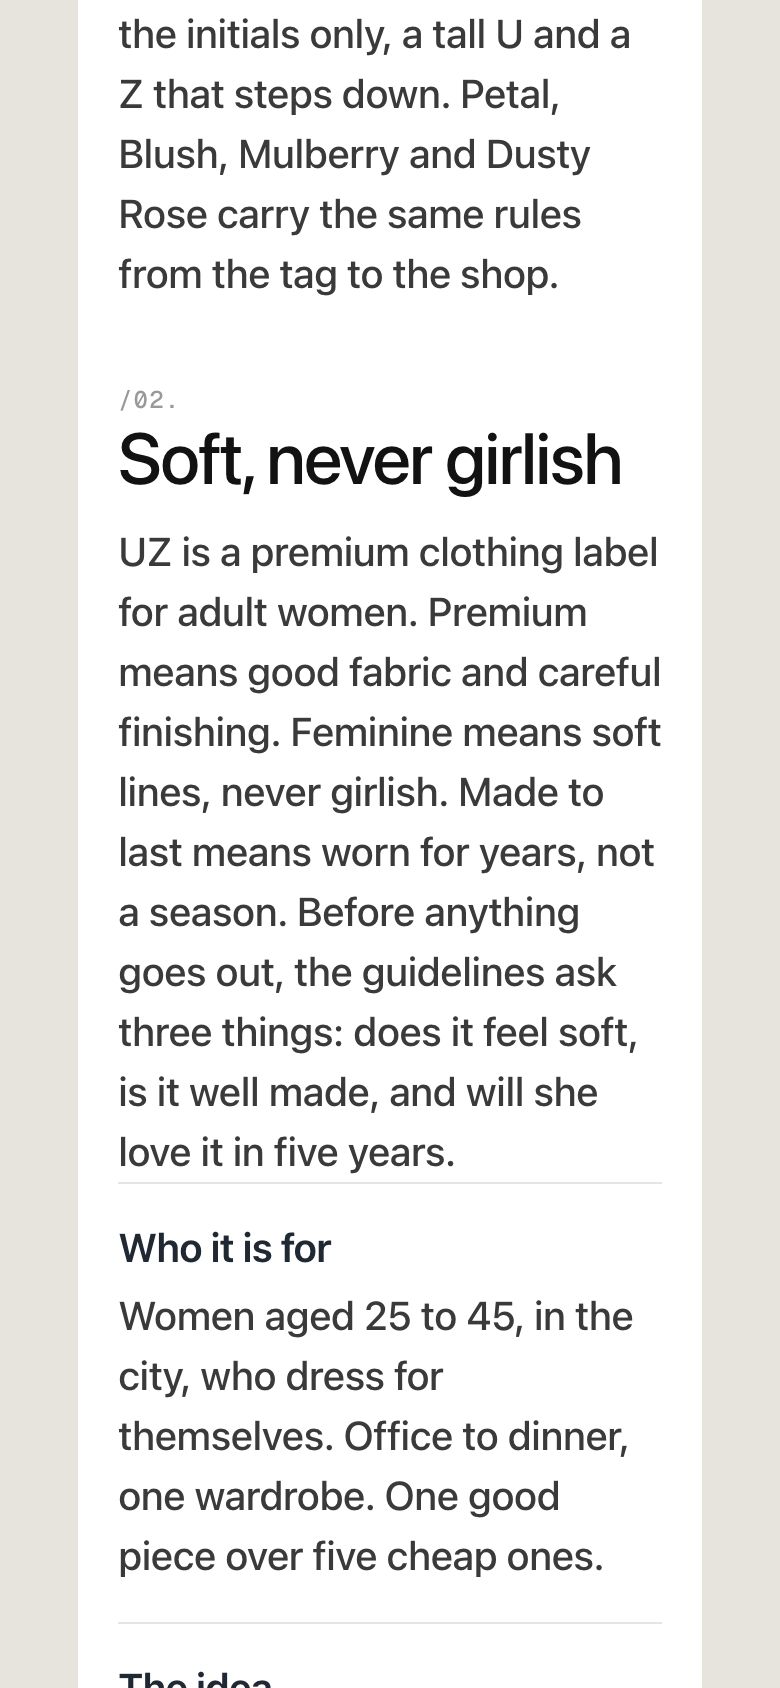 the initials only, a tall U and a
Z that steps down. Petal,
Blush, Mulberry and Dusty
Rose carry the same rules
from the tag to the shop.
/02.
Soft, never girlish
UZ is a premium clothing label
for adult women. Premium
means good fabric and careful
finishing. Feminine means soft
lines, never girlish. Made to
last means worn for years, not
a season. Before anything
goes out, the guidelines ask
three things: does it feel soft,
is it well made, and will she
love it in five years.
Who it is for
Women aged 25 to 45, in the
city, who dress for
themselves. Office to dinner,
one wardrobe. One good
piece over five cheap ones.
The idea